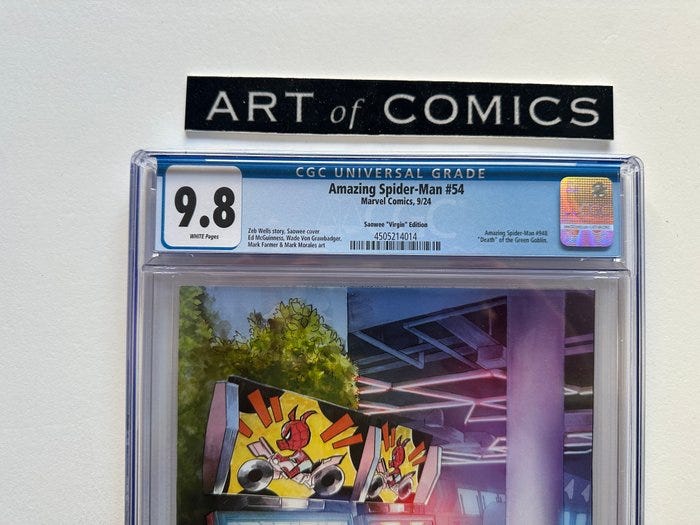 ART of COMICS
CGC UNIVERSAL GRADE
9.8
WHITE Pages
Amazing Spider-Man #54
Marvel Comics, 9/24
Saowee "Virgin" Edition
4505214014
Zeb Wells story, Saowee cover
Ed McGuinness, Wade Von Grawbadger,
Mark Farmer & Mark Morales art
Amazing Spider-Man #948
"Death" of the Green Goblin.